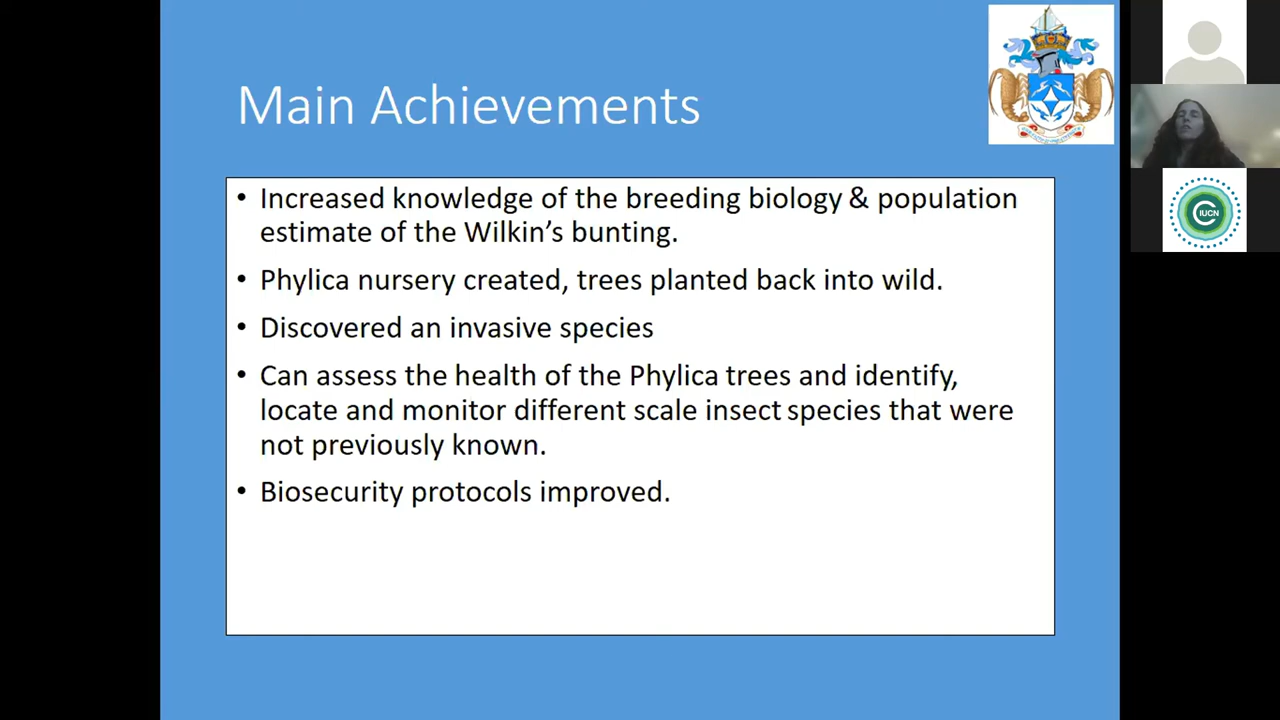 Main Achievements
• Increased knowledge of the breeding biology & population
estimate of the Wilkin's bunting.
• Phylica nursery created, trees planted back into wild.
• Discovered an invasive species
• Can assess the health of the Phylica trees and identify,
locate and monitor different scale insect species that were
not previously known.
• Biosecurity protocols improved.
IUCN